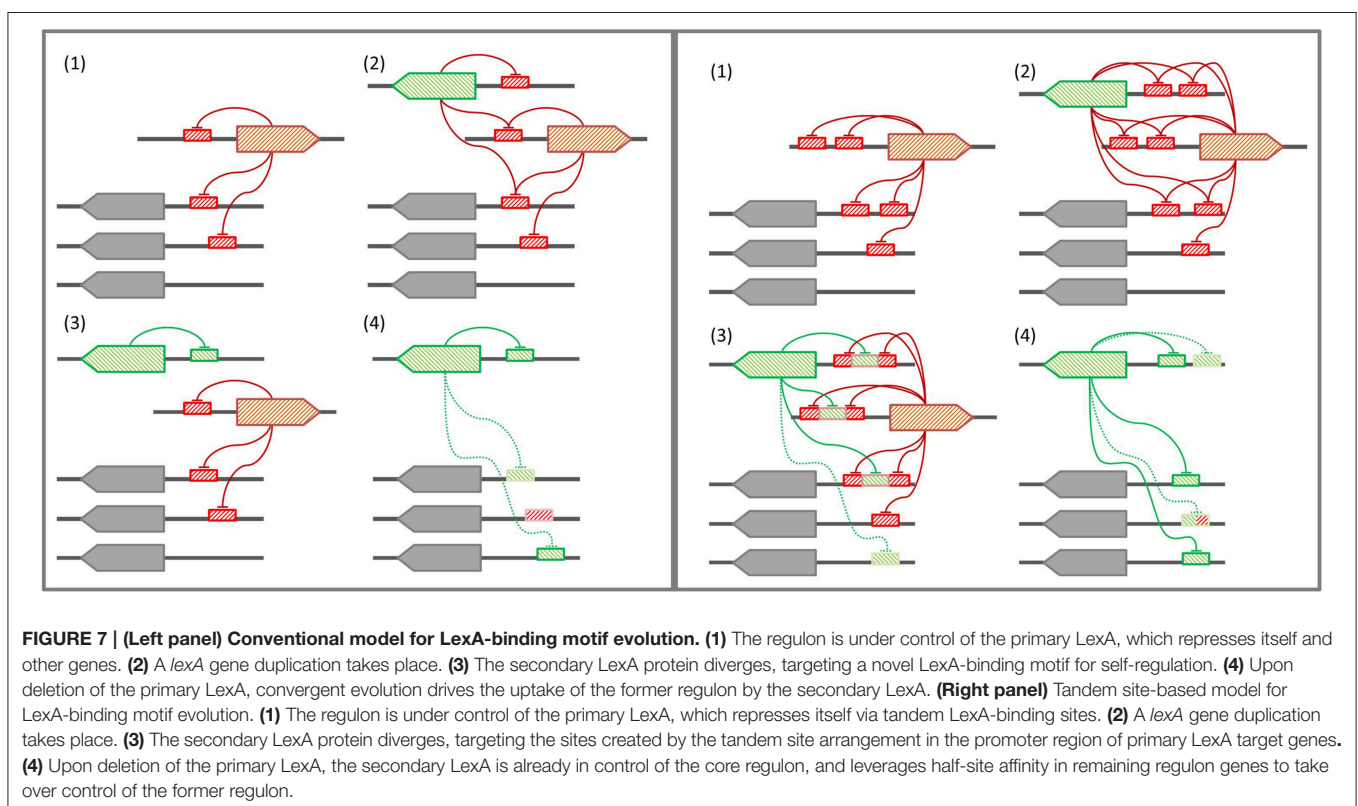 (1)
(2)
(3)
(4)
(1)
(2)
(3)
(4)
FIGURE 7 | (Left panel) Conventional model for LexA-binding motif evolution. (1) The regulon is under control of the primary LexA, which represses itself and
other genes. (2) A lexA gene duplication takes place. (3) The secondary LexA protein diverges, targeting a novel LexA-binding motif for self-regulation. (4) Upon
deletion of the primary LexA, convergent evolution drives the uptake of the former regulon by the secondary LexA. (Right panel) Tandem site-based model for
LexA-binding motif evolution. (1) The regulon is under control of the primary LexA, which represses itself via tandem LexA-binding sites. (2) A lexA gene duplication
takes place. (3) The secondary LexA protein diverges, targeting the sites created by the tandem site arrangement in the promoter region of primary LexA target genes.
(4) Upon deletion of the primary LexA, the secondary LexA is already in control of the core regulon, and leverages half-site affinity in remaining regulon genes to take
over control of the former regulon.